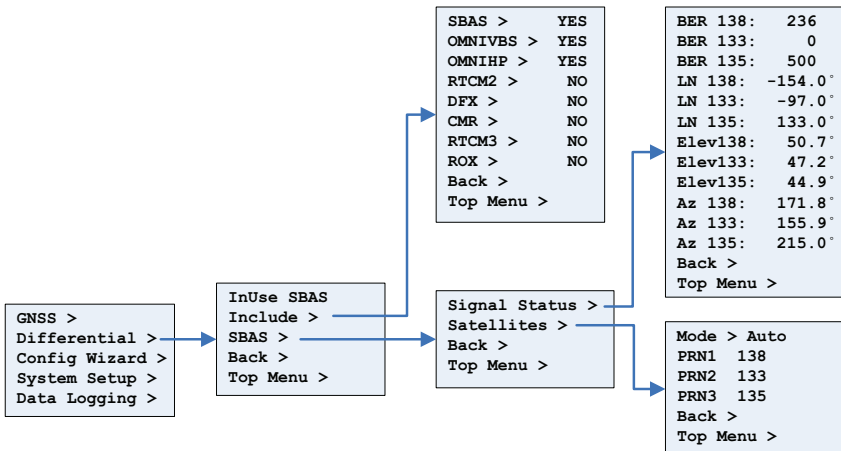 GNSS >
Differential >
Config Wizard >
System Setup >
Data Logging >
InUse SBAS
Include >
SBAS >
Back >
Top Menu >
SBAS > YES
OMNIVBS > YES
OMNIHP > YES
RTCM2 > NO
DFX > NO
CMR > NO
RTCM3 > NO
ROX > NO
Back >
Top Menu >
Signal Status >
Satellites >
Back >
Top Menu >
BER 138: 236
BER 133: 0
BER 135: 500
LN 138: -154.0°
LN 133: -97.0°
LN 135: 133.0°
Elev138: 50.7°
Elev133: 47.2°
Elev135: 44.9°
Az 138: 171.8°
Az 133: 155.9°
Az 135: 215.0°
Back >
Top Menu >
Mode > Auto
PRN1 138
PRN2 133
PRN3 135
Back >
Top Menu >